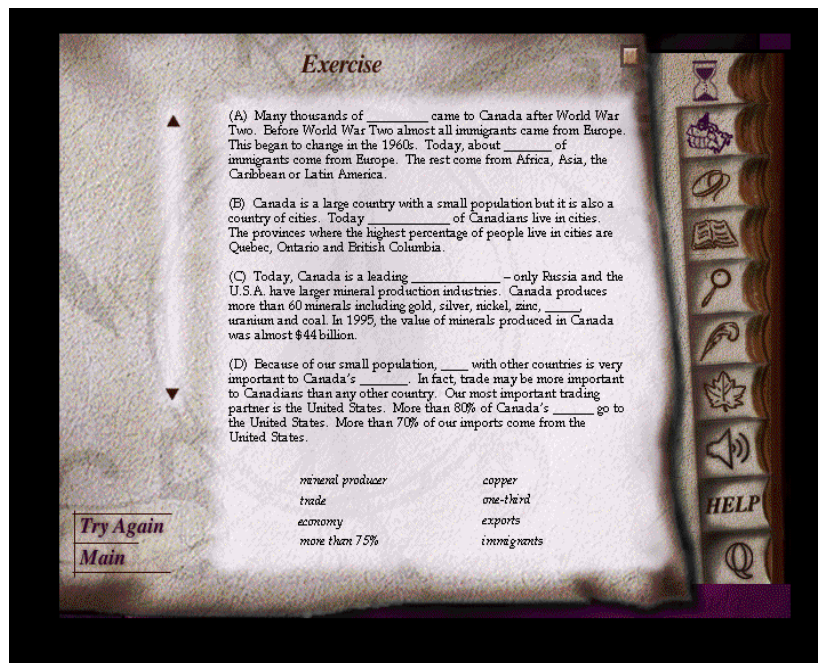 Exercise
(A) Many thousands of __________ came to Canada after World War
Two. Before World War Two almost all immigrants came from Europe.
This began to change in the 1960s. Today, about ________ of
immigrants come from Europe. The rest come from Africa, Asia, the
Caribbean or Latin America.
(B) Canada is a large country with a small population but it is also a
country of cities. Today _____________ of Canadians live in cities.
The provinces where the highest percentage of people live in cities are
Quebec, Ontario and British Columbia.
(C) Today, Canada is a leading ______________ – only Russia and the
U.S.A. have larger mineral production industries. Canada produces
more than 60 minerals including gold, silver, nickel, zinc, ______,
uranium and coal. In 1995, the value of minerals produced in Canada
was almost $44 billion.
(D) Because of our small population, ____ with other countries is very
important to Canada's ________. In fact, trade may be more important
to Canadians than any other country. Our most important trading
partner is the United States. More than 80% of Canada's _______ go to
the United States. More than 70% of our imports come from the
United States.
mineral producer copper
trade one-third
economy exports
more than 75% immigrants
Try Again
Main
HELP
Q